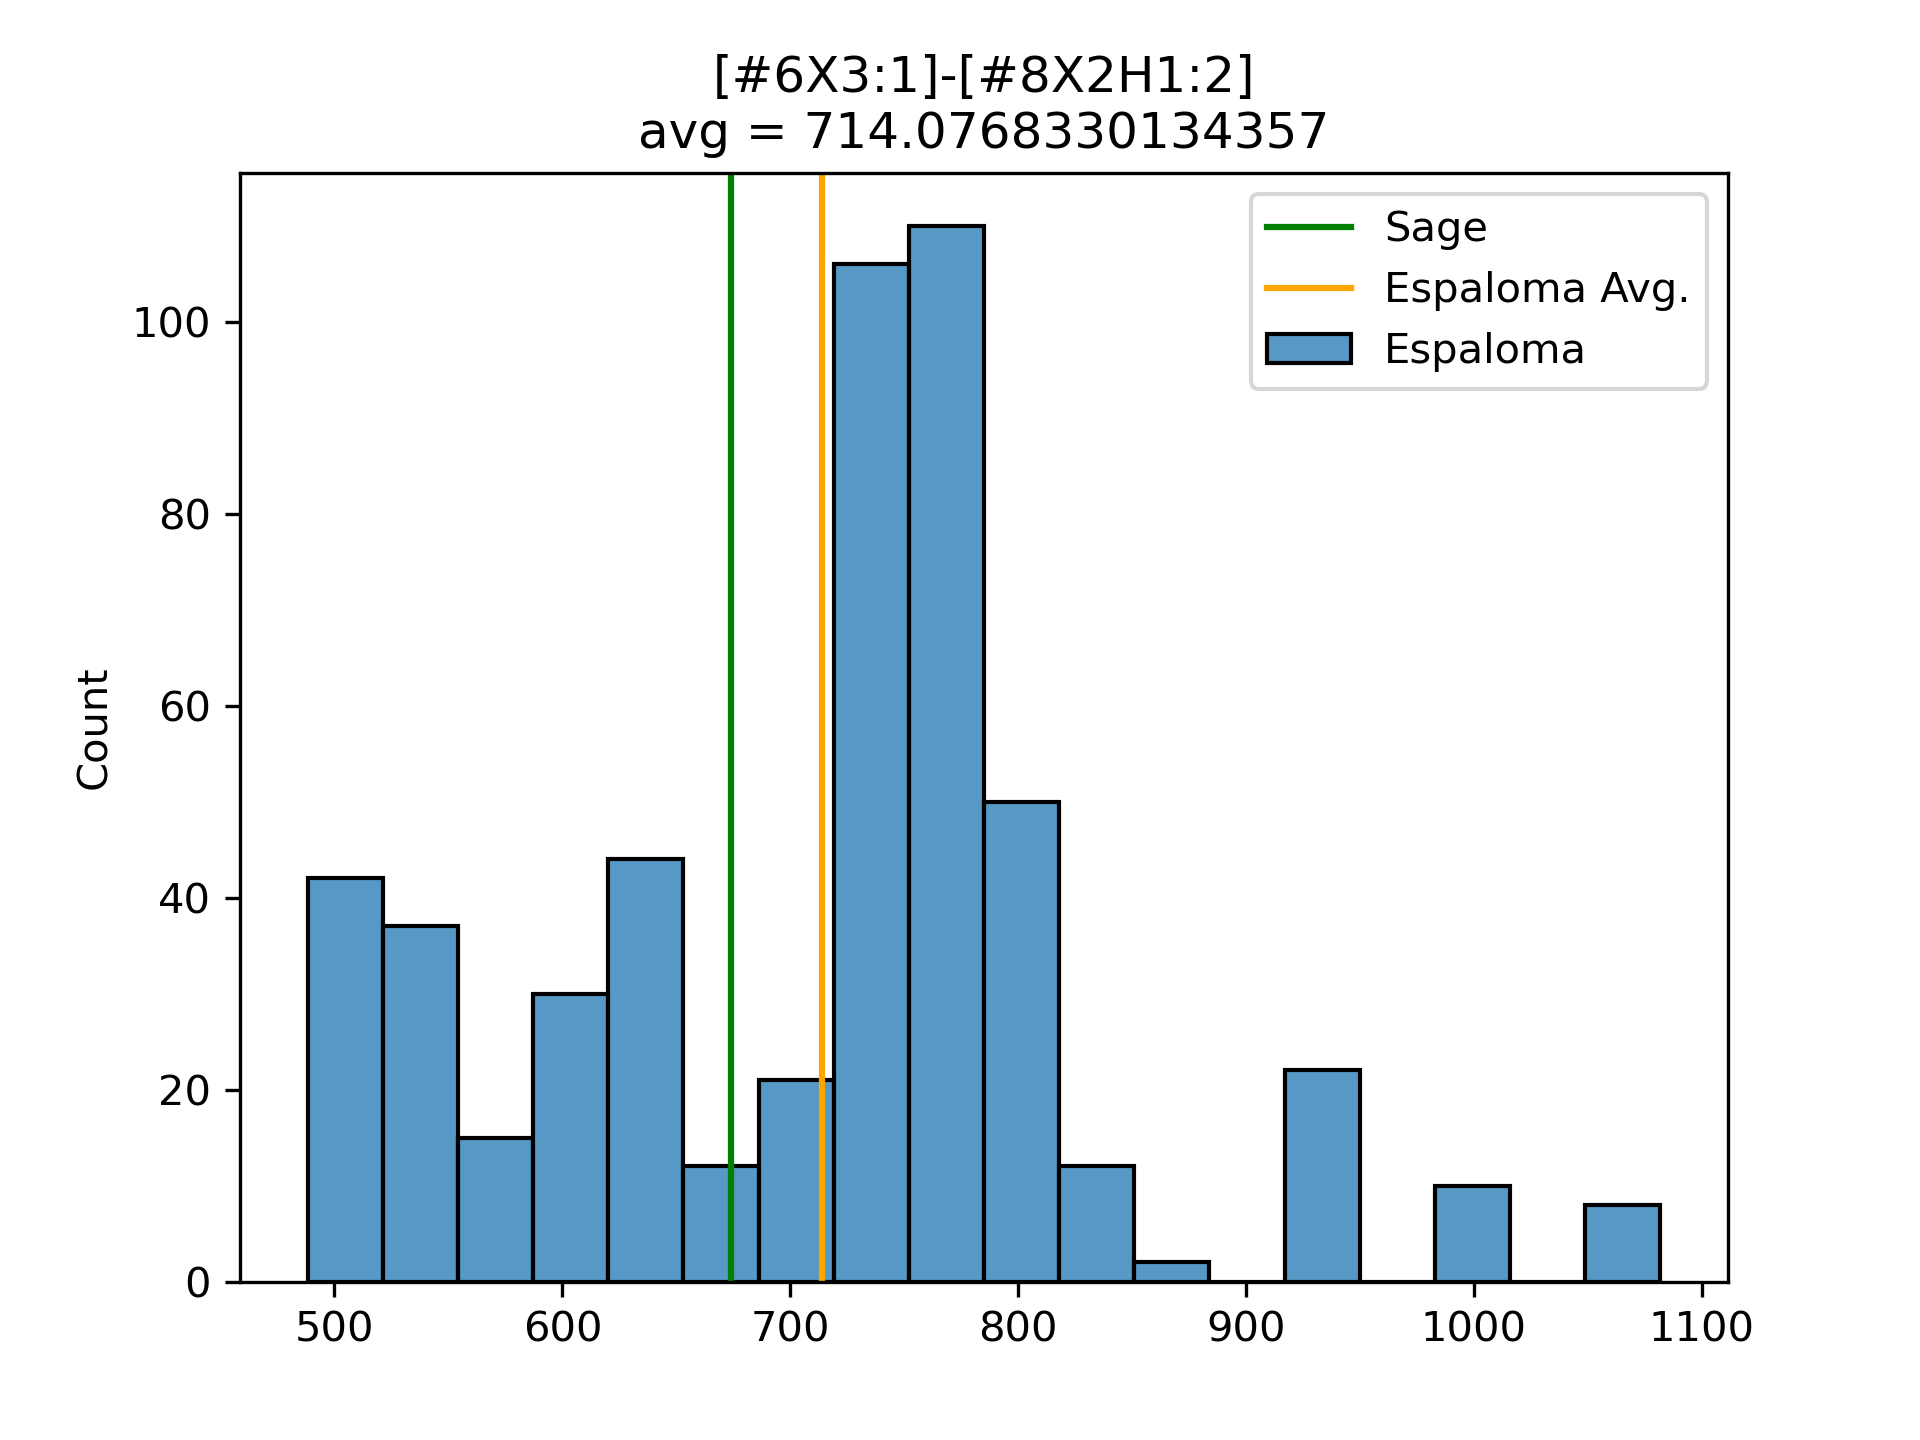 [#6X3:1]-[#8X2H1:2]
avg = 714.0768330134357
Sage
Espaloma Avg.
Espaloma
Count
100
80
60
40
20
0
500 600 700 800 900 1000 1100